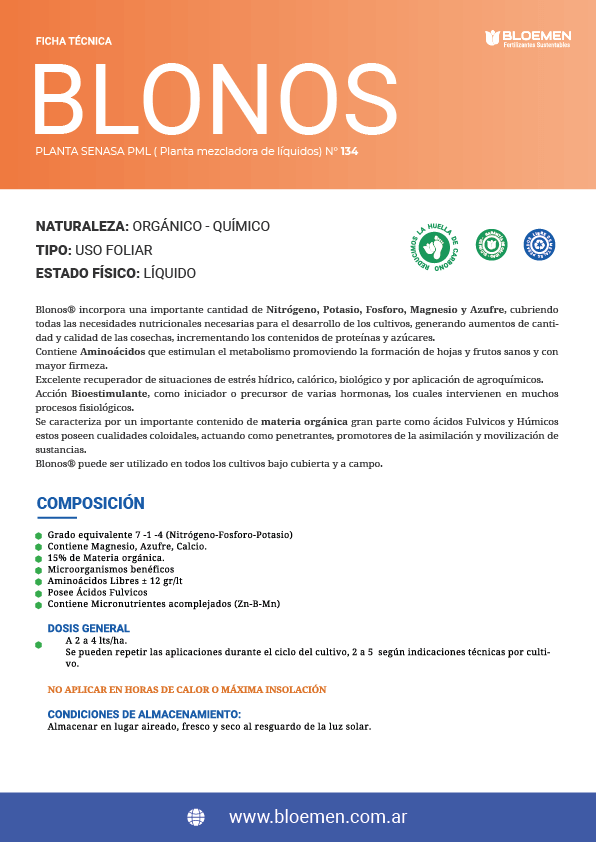 FICHA TÉCNICA
BLOEMEN
Fertilizantes Sustentables
BLONOS
PLANTA SENASA PML ( Planta mezcladora de líquidos) N° 134
NATURALEZA: ORGÁNICO - QUÍMICO
TIPO: USO FOLIAR
ESTADO FÍSICO: LÍQUIDO
REDUCIMOS LA HUELLA DE CARBONO
Blonos® incorpora una importante cantidad de Nitrógeno, Potasio, Fosforo, Magnesio y Azufre, cubriendo
todas las necesidades nutricionales necesarias para el desarrollo de los cultivos, generando aumentos de canti-
dad y calidad de las cosechas, incrementando los contenidos de proteínas y azúcares.
Contiene Aminoácidos que estimulan el metabolismo promoviendo la formación de hojas y frutos sanos y con
mayor firmeza.
Excelente recuperador de situaciones de estrés hídrico, calórico, biológico y por aplicación de agroquímicos.
Acción Bioestimulante, como iniciador o precursor de varias hormonas, los cuales intervienen en muchos
procesos fisiológicos.
Se caracteriza por un importante contenido de materia orgánica gran parte como ácidos Fulvicos y Húmicos
estos poseen cualidades coloidales, actuando como penetrantes, promotores de la asimilación y movilización de
sustancias.
Blonos® puede ser utilizado en todos los cultivos bajo cubierta y a campo.
COMPOSICIÓN
Grado equivalente 7 -1 -4 (Nitrógeno-Fosforo-Potasio)
Contiene Magnesio, Azufre, Calcio.
15% de Materia orgánica.
Microorganismos benéficos
Aminoácidos Libres ± 12 gr/lt
Posee Ácidos Fulvicos
Contiene Micronutrientes acomplejados (Zn-B-Mn)
DOSIS GENERAL
A 2 a 4 lts/ha.
Se pueden repetir las aplicaciones durante el ciclo del cultivo, 2 a 5 según indicaciones técnicas por culti-
vo.
NO APLICAR EN HORAS DE CALOR O MÁXIMA INSOLACIÓN
CONDICIONES DE ALMACENAMIENTO:
Almacenar en lugar aireado, fresco y seco al resguardo de la luz solar.
www.bloemen.com.ar